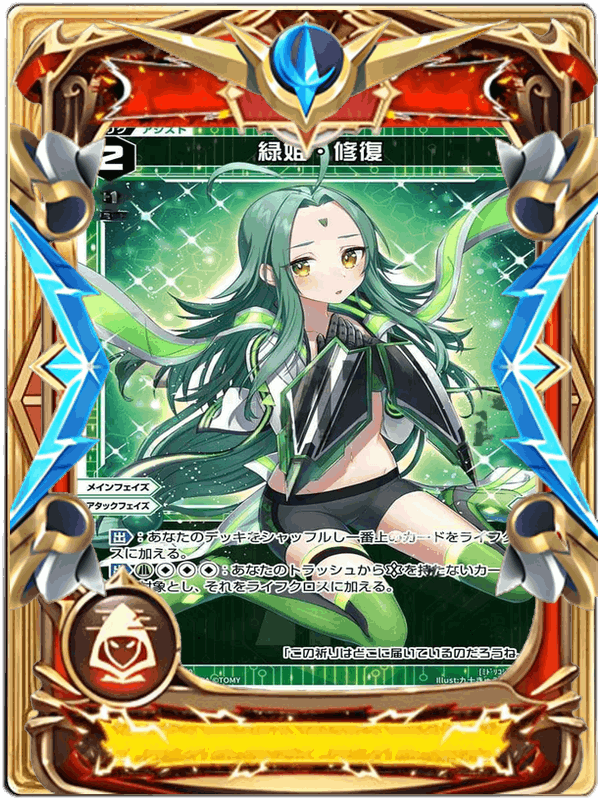 アシスト
2
緑姫・修復
メインフェイズ
アタックフェイズ
出:あなたのデッキをシャッフルし一番上のカードをライフク
スに加える。
:あなたのトラッシュから を持たないカー
対象とし、それをライフクロスに加える。
「この祈りはどこに届いているのだろうね
©TOMY
Illust: